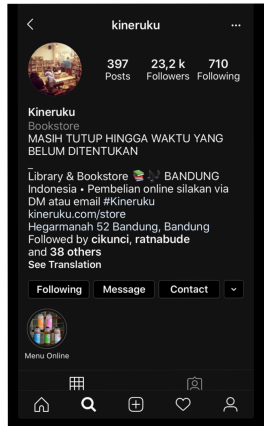 kineruku
397 23,2 k 710
Posts Followers Following
Kineruku
Bookstore
MASIH TUTUP HINGGA WAKTU YANG
BELUM DITENTUKAN
_
Library & Bookstore 📚🎶 BANDUNG
Indonesia • Pembelian online silakan via
DM atau email #Kineruku
kineruku.com/store
Hegarmanah 52 Bandung, Bandung
Followed by cikunci, ratnabude
and 38 others
See Translation
Following Message Contact
Menu Online